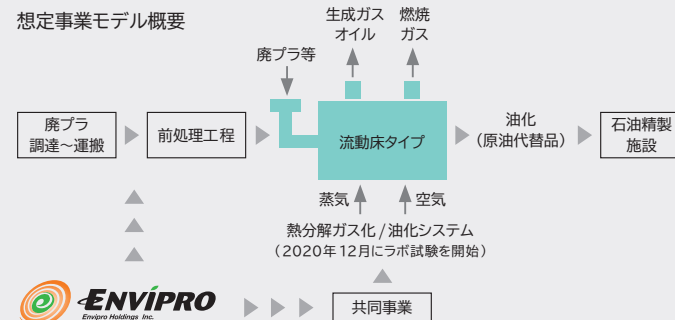 想定事業モデル概要
生成ガス
オイル
燃焼
ガス
廃プラ等
廃プラ
調達～運搬
前処理工程
流動床タイプ
油化
（原油代替品）
石油精製
施設
蒸気
空気
熱分解ガス化/油化システム
（2020年12月にラボ試験を開始）
e ENVIPRO
Envipro Holdings Inc.
共同事業